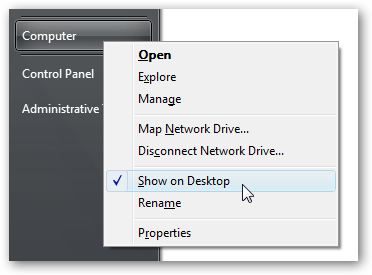 Computer
Open
Explore
Manage
Control Panel
Administrative
Map Network Drive...
Disconnect Network Drive...
Show on Desktop
Rename
Properties